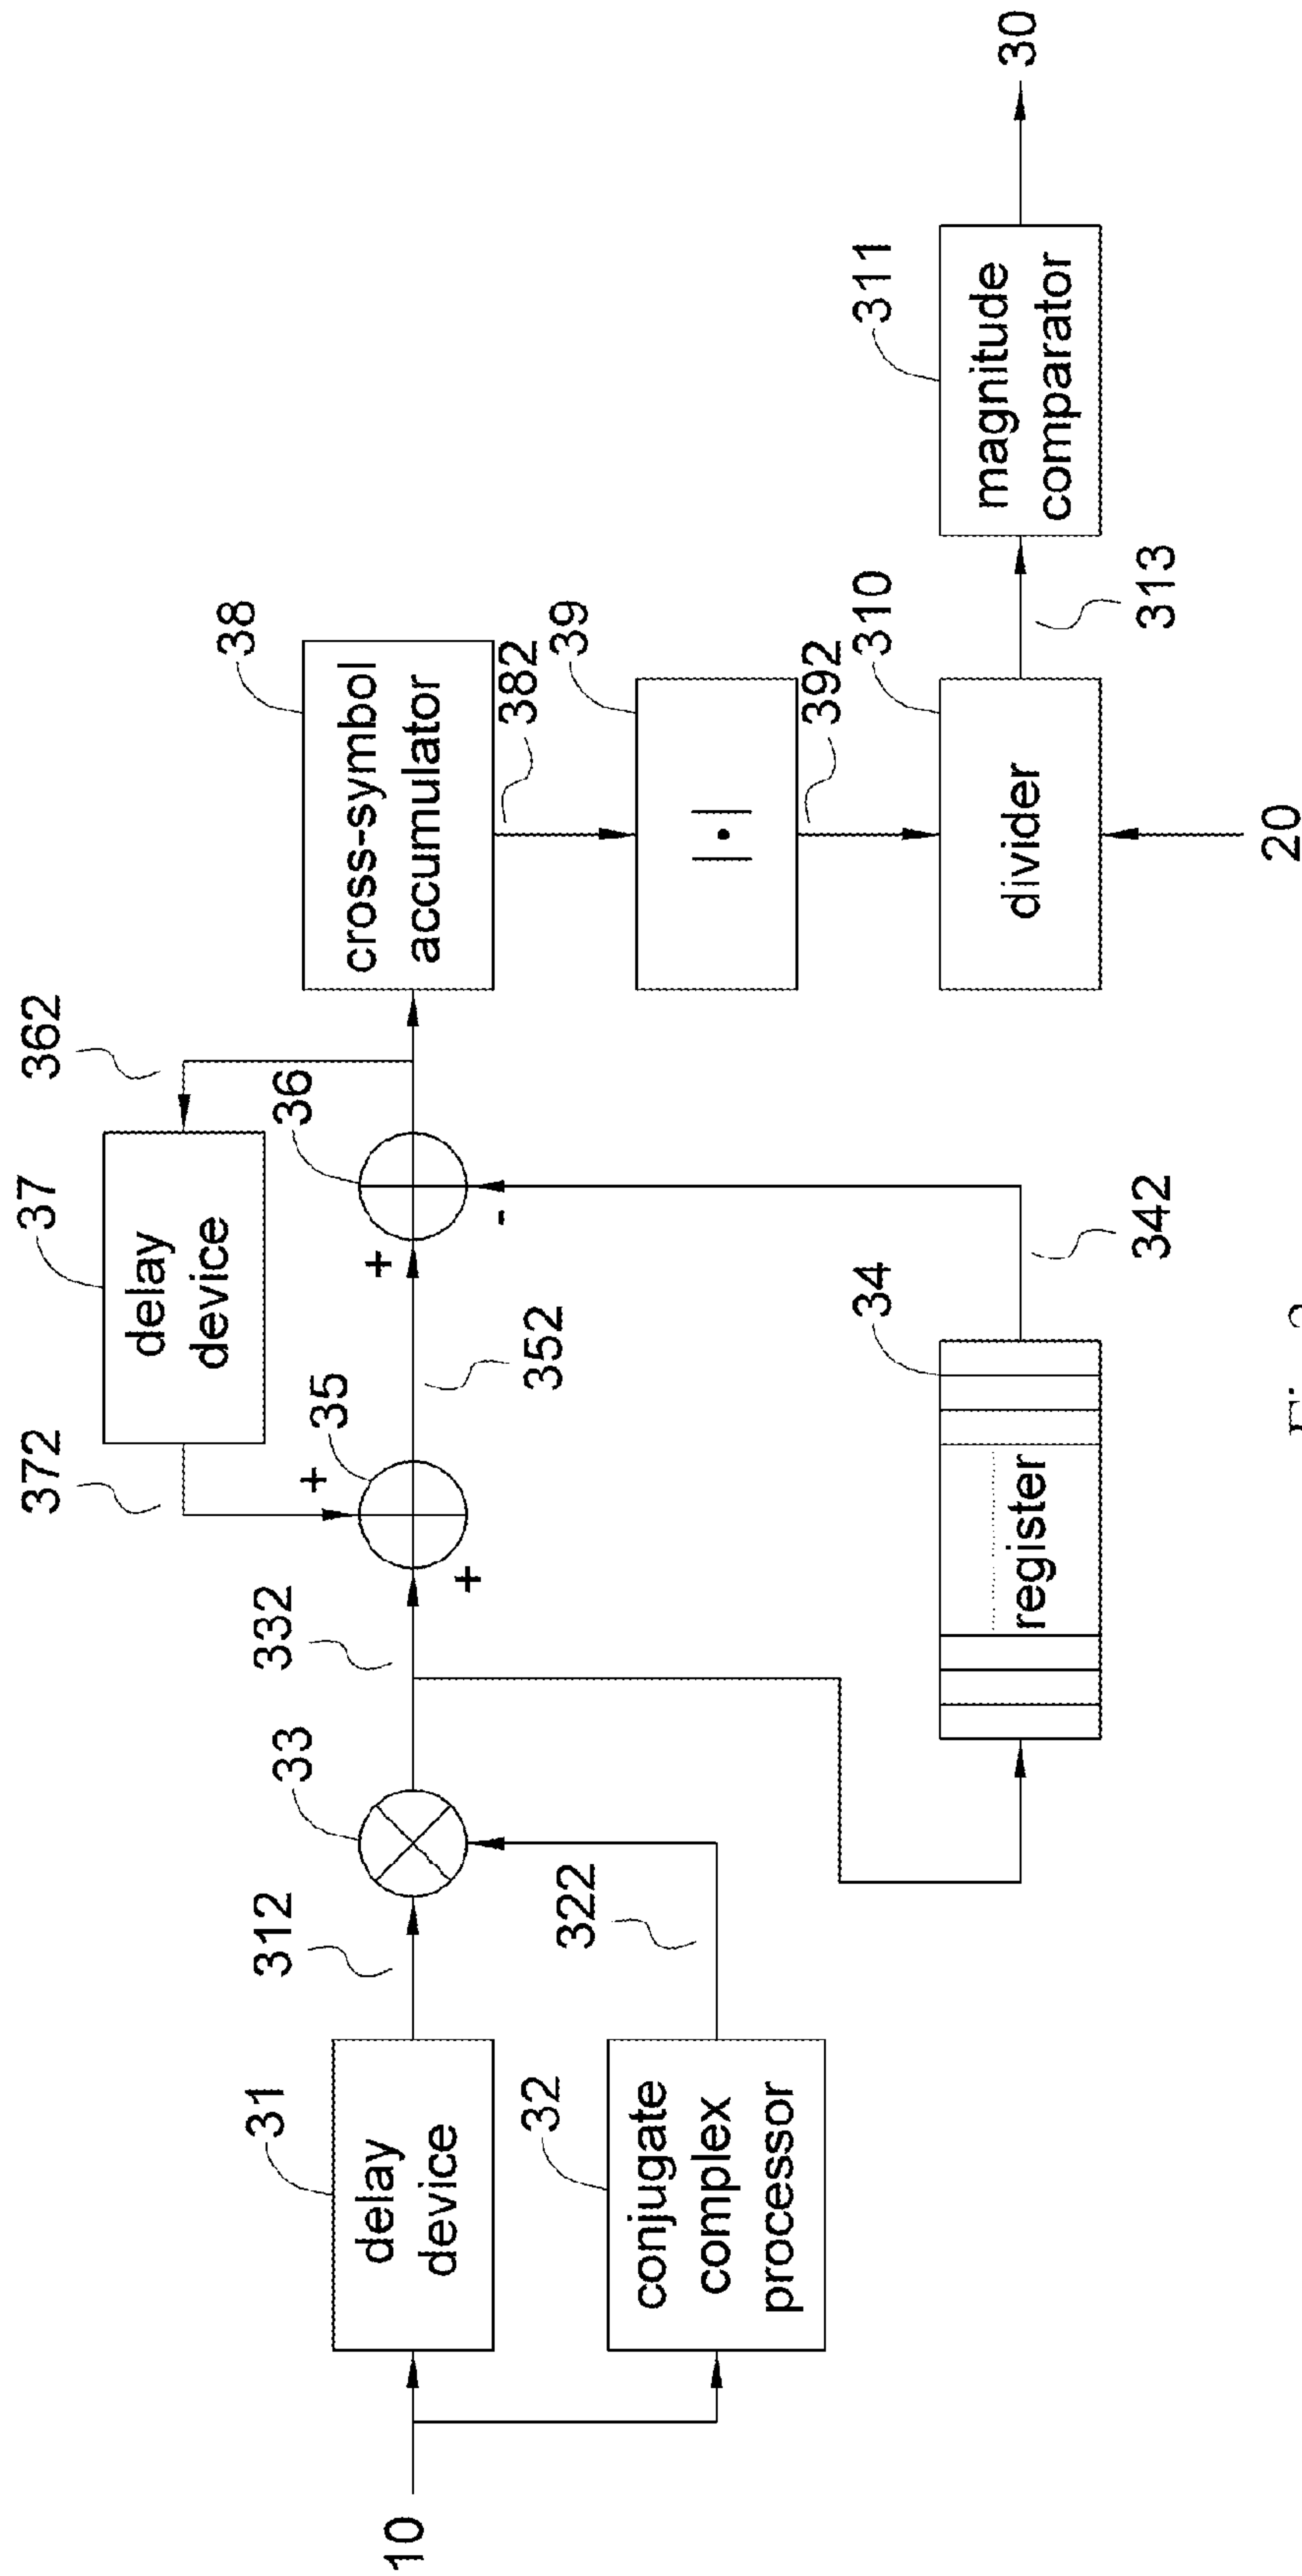 37
delay
device
372
362
38
cross-symbol
accumulator
382
39
|•|
392
310
divider
20
311
magnitude
comparator
313
30
10
31
delay
device
312
32
conjugate
complex
processor
322
33
332
+
35
+
352
+
36
-
34
register
342